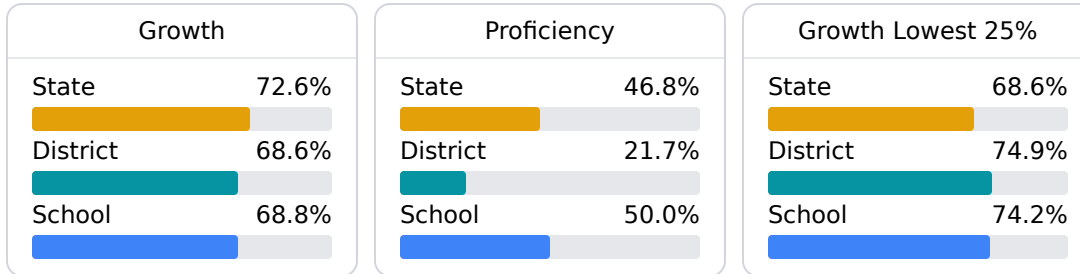 Growth
State 72.6%
District 68.6%
School 68.8%
Proficiency
State 46.8%
District 21.7%
School 50.0%
Growth Lowest 25%
State 68.6%
District 74.9%
School 74.2%